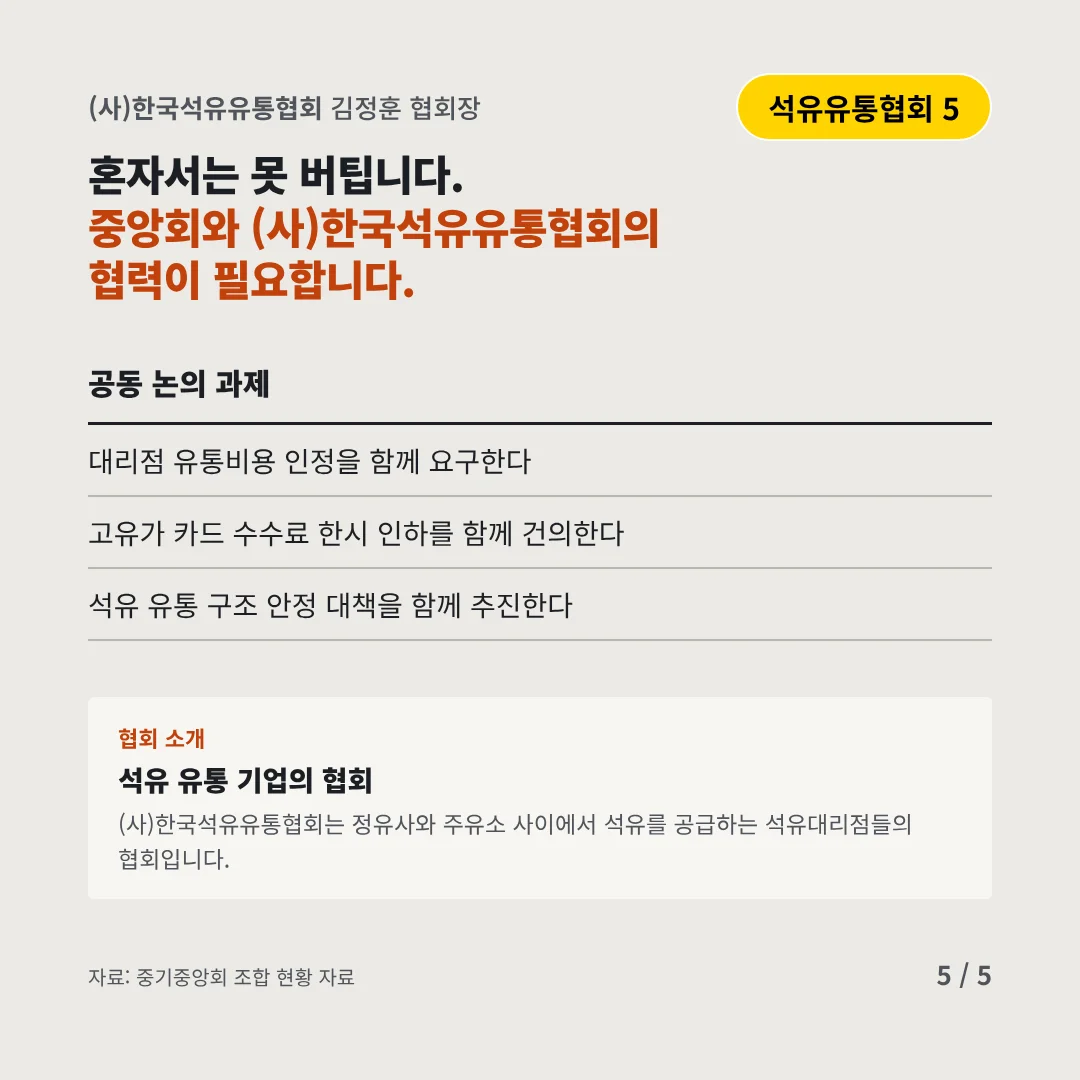 (사)한국석유유통협회 김정훈 협회장
석유유통협회 5
혼자서는 못 버팁니다.
중앙회와 (사)한국석유유통협회의
협력이 필요합니다.
공동 논의 과제
대리점 유통비용 인정을 함께 요구한다
고유가 카드 수수료 한시 인하를 함께 건의한다
석유 유통 구조 안정 대책을 함께 추진한다
협회 소개
석유 유통 기업의 협회
(사)한국석유유통협회는 정유사와 주유소 사이에서 석유를 공급하는 석유대리점들의
협회입니다.
자료: 중기중앙회 조합 현황 자료
5 / 5